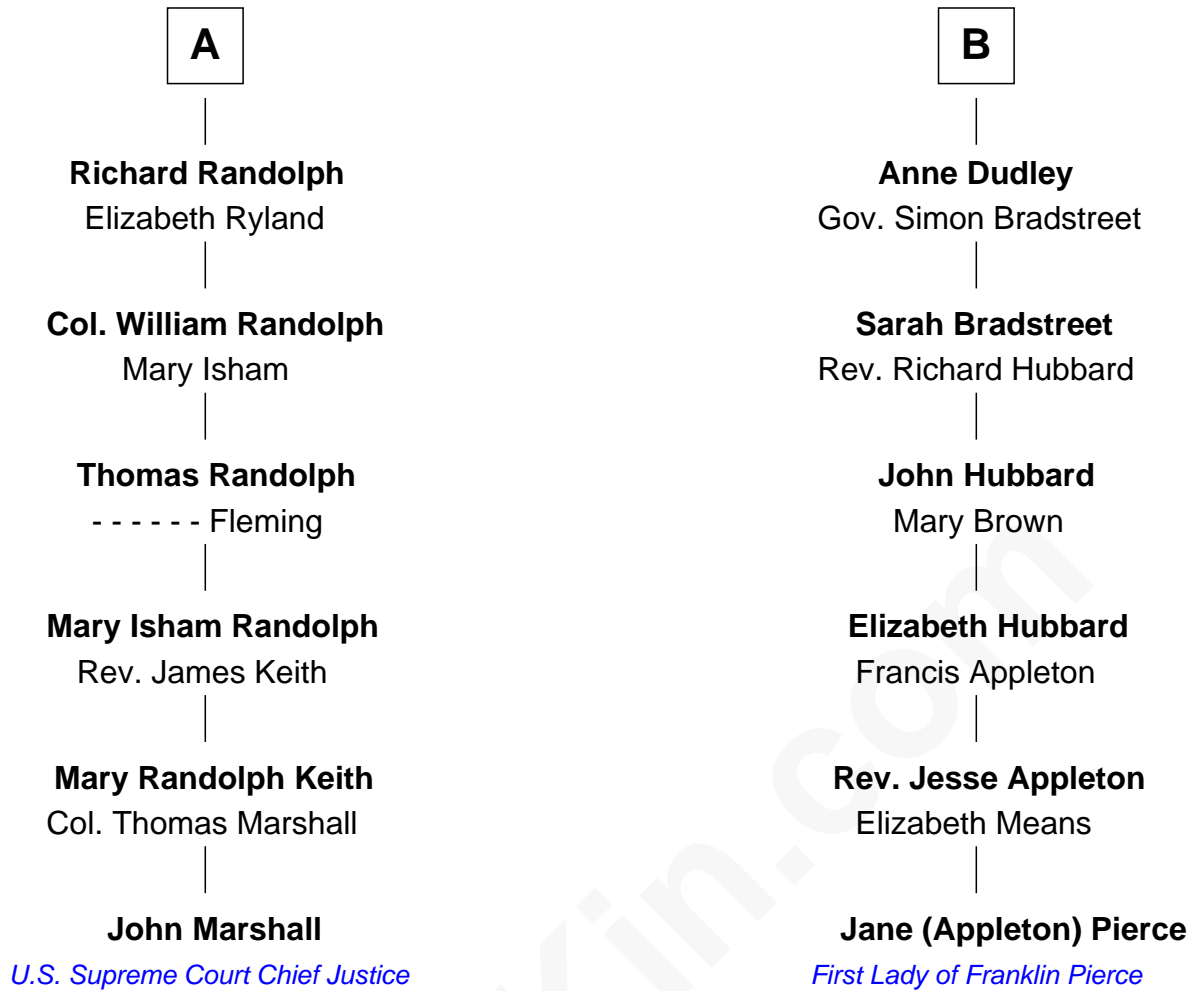 A
Richard Randolph
Elizabeth Ryland
Col. William Randolph
Mary Isham
Thomas Randolph
- - - - - - Fleming
Mary Isham Randolph
Rev. James Keith
Mary Randolph Keith
Col. Thomas Marshall
John Marshall
U.S. Supreme Court Chief Justice
B
Anne Dudley
Gov. Simon Bradstreet
Sarah Bradstreet
Rev. Richard Hubbard
John Hubbard
Mary Brown
Elizabeth Hubbard
Francis Appleton
Rev. Jesse Appleton
Elizabeth Means
Jane (Appleton) Pierce
First Lady of Franklin Pierce